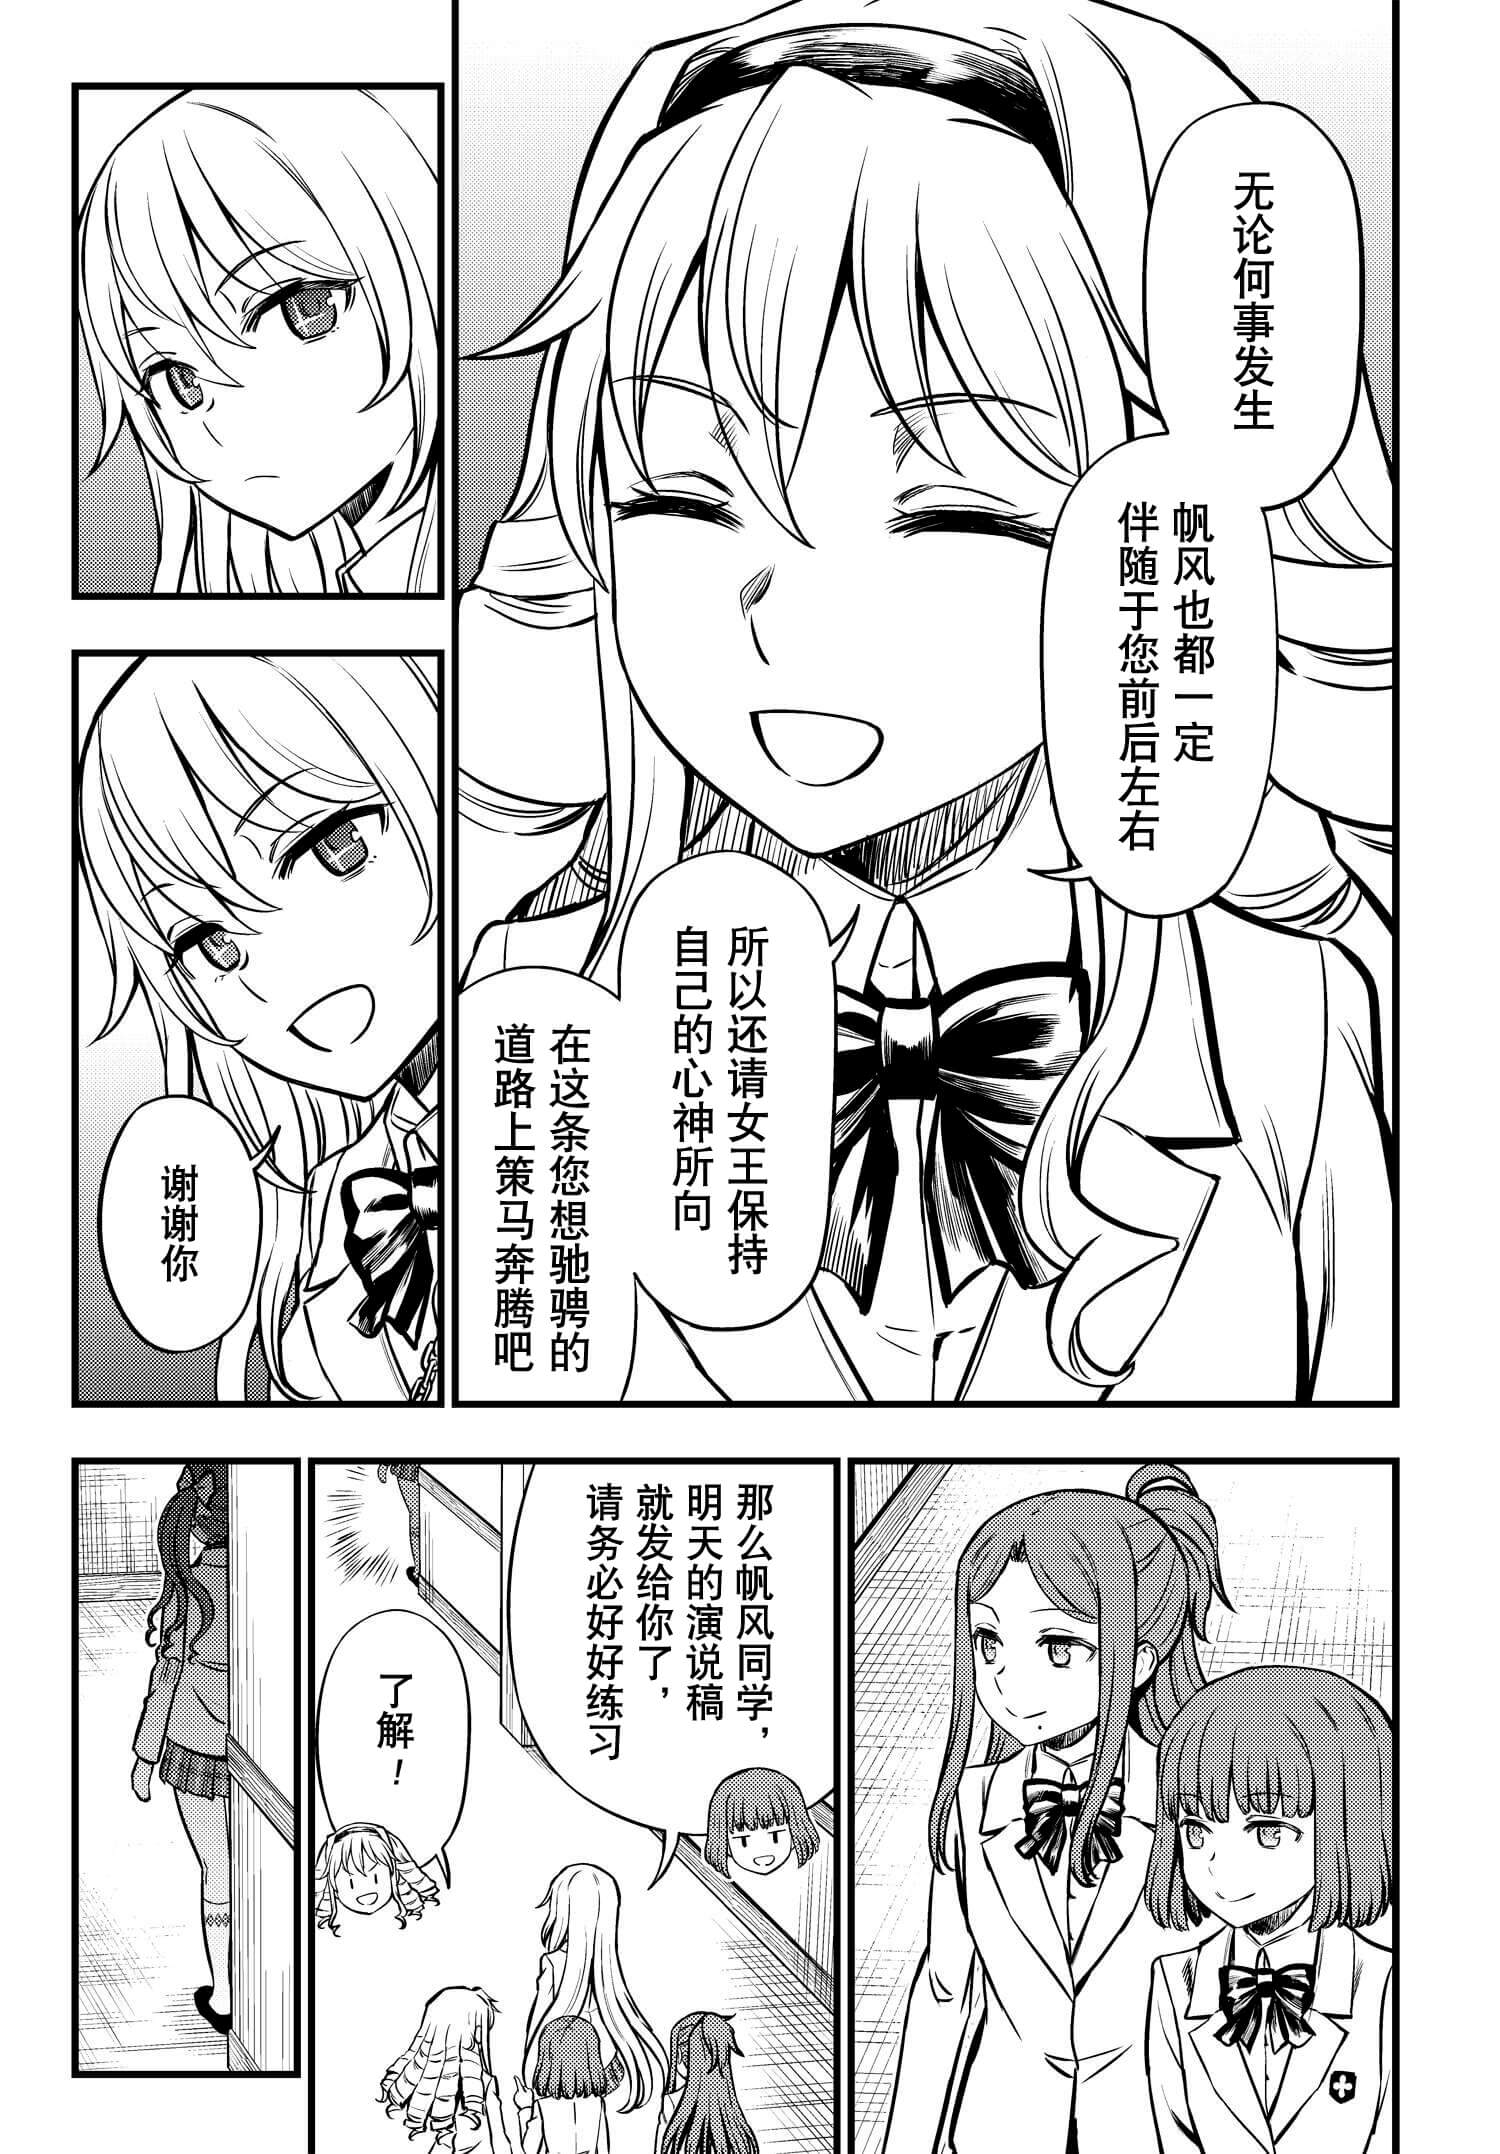 无论何事发生
帆风也都一定
伴随于您前后左右
所以还请女王保持
自己的心神所向
在这条您想驰骋的
道路上策马奔腾吧
谢谢你
那么帆风同学，
明天的演说稿
就发给你了，
请务必好好练习
了解！